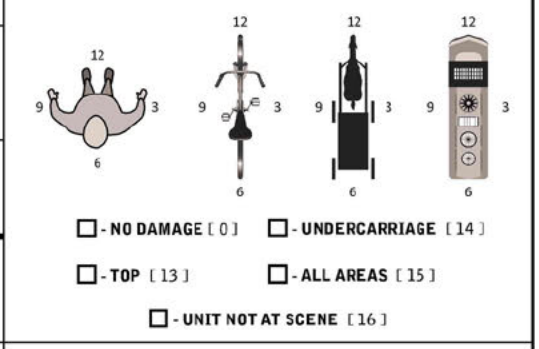 12 12 12
12
9 3 9 3 9 3 9 3
6
6 6 6
☐ - NO DAMAGE [ 0 ] ☐ - UNDERCARRIAGE [ 14 ]
☐ - TOP [ 13 ] ☐ - ALL AREAS [ 15 ]
☐ - UNIT NOT AT SCENE [ 16 ]